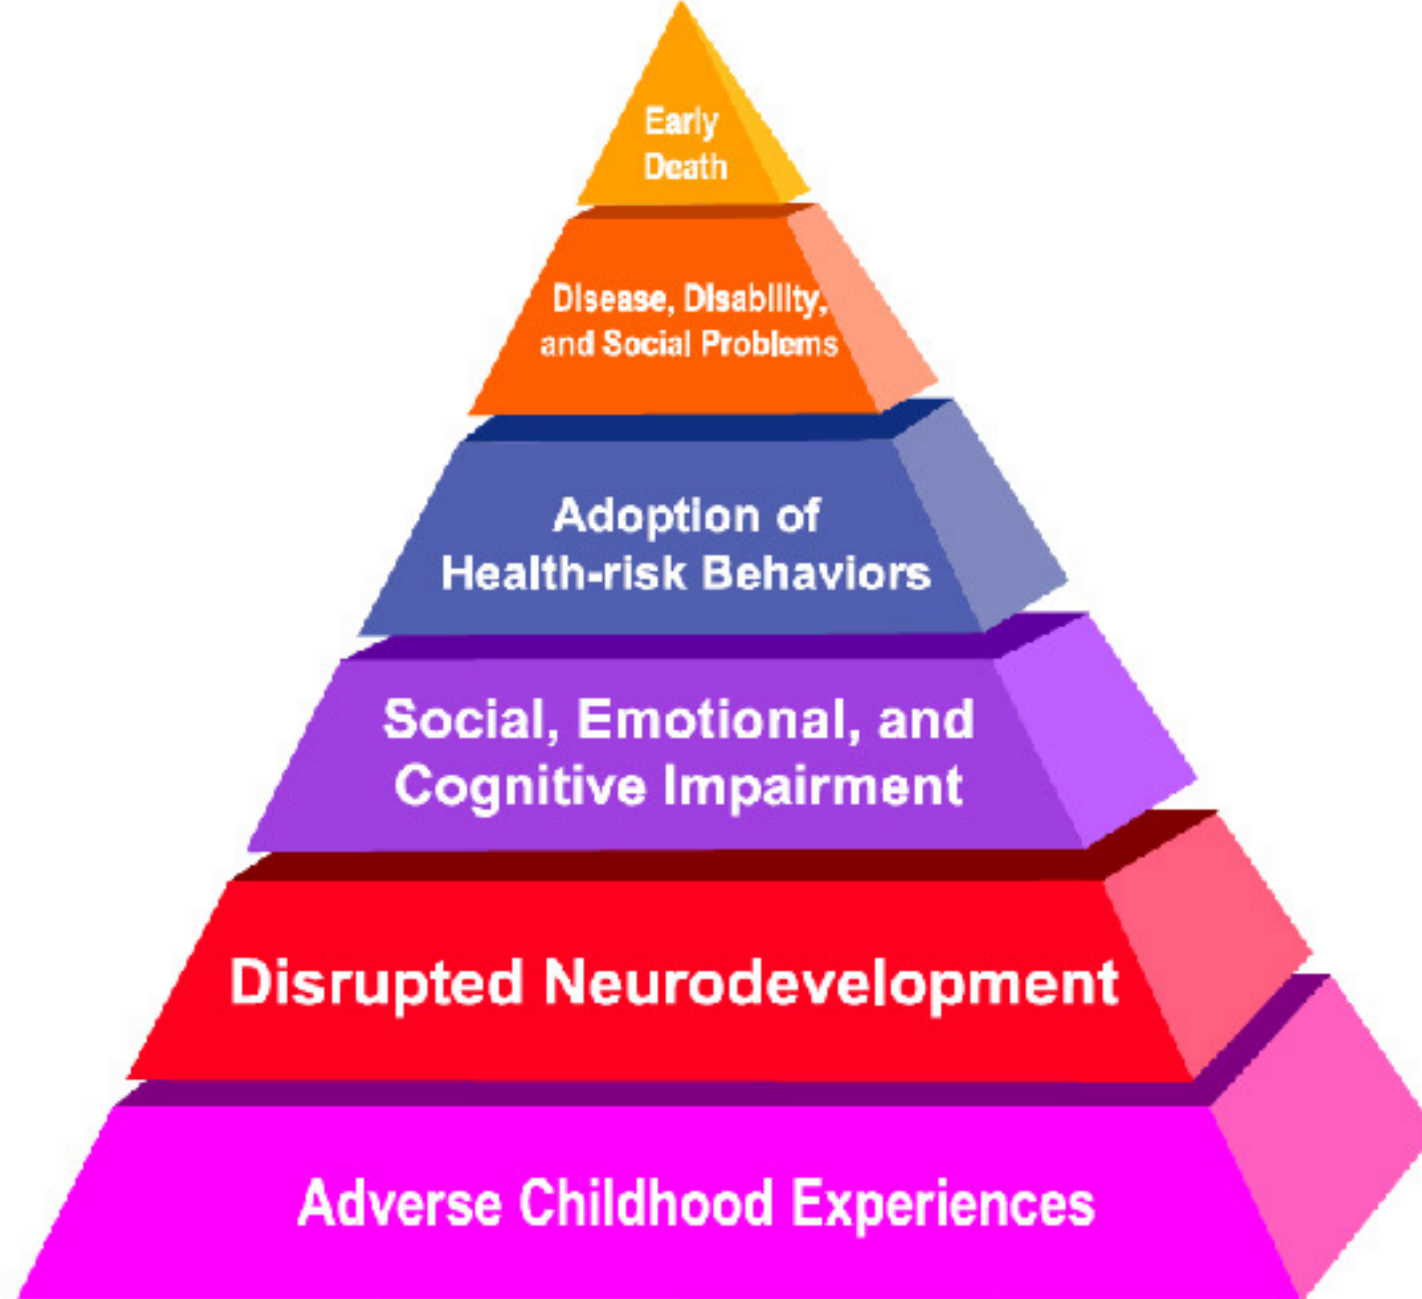 Early
Death
Disease, Disability,
and Social Problems
Adoption of
Health-risk Behaviors
Social, Emotional, and
Cognitive Impairment
Disrupted Neurodevelopment
Adverse Childhood Experiences